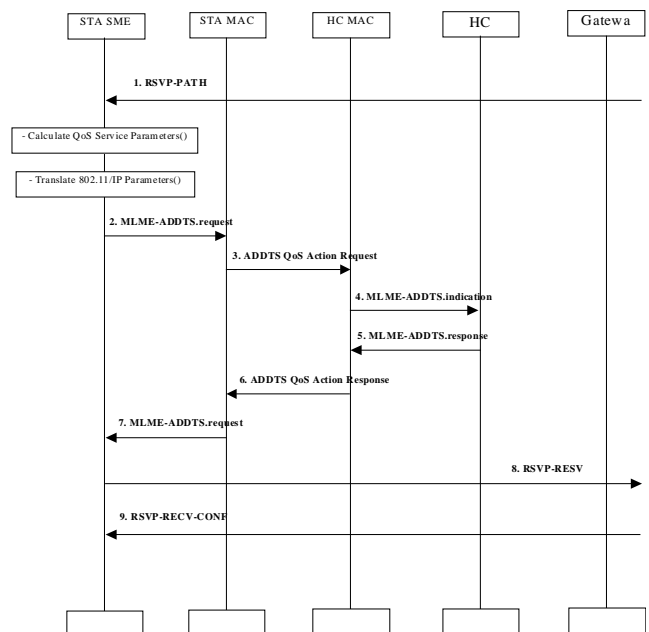 STA SME
STA MAC
HC MAC
HC
Gatewa
1. RSVP-PATH
- Calculate QoS Service Parameters()
- Translate 802.11/IP Parameters()
2. MLME-ADDTS.request
3. ADDTS QoS Action Request
4. MLME-ADDTS.indication
5. MLME-ADDTS.response
6. ADDTS QoS Action Response
7. MLME-ADDTS.request
8. RSVP-RESV
9. RSVP-RECV-CONF